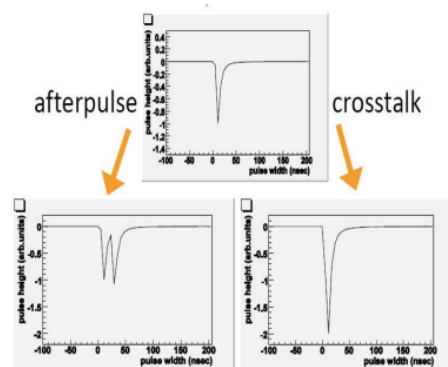 0.4
0.2
0
-0.2
-0.4
-0.6
-0.8
-1
-1.2
-1.4
pulse height (arb.units)
-100 -50 0 50 100 150 200
pulse width (nsec)
afterpulse
crosstalk
0
-0.5
-1
-1.5
-2
pulse height (arb.units)
-100 -50 0 50 100 150 200
pulse width (nsec)
0
-0.5
-1
-1.5
-2
pulse height (arb.units)
-100 -50 0 50 100 150 200
pulse width (nsec)